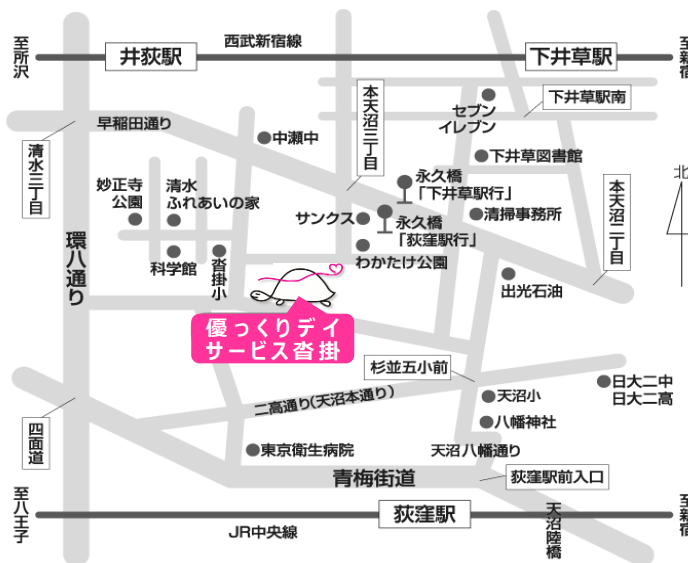 至所沢
井荻駅
西武新宿線
下井草駅
至新宿
早稲田通り
清水三丁目
中瀬中
本天沼三丁目
セブン
イレブン
下井草駅南
下井草図書館
永久橋
「下井草駅行」
北
妙正寺
公園
清水
ふれあいの家
サンクス
永久橋
「荻窪駅行」
清掃事務所
本天沼二丁目
環八通り
科学館
沓掛小
わかたけ公園
出光石油
優っくりデイ
サービス沓掛
杉並五小前
二高通り(天沼本通り)
天沼小
日大二中
日大二高
八幡神社
四面道
東京衛生病院
天沼八幡通り
青梅街道
荻窪駅前入口
至八王子
JR中央線
荻窪駅
天沼陸橋
至新宿